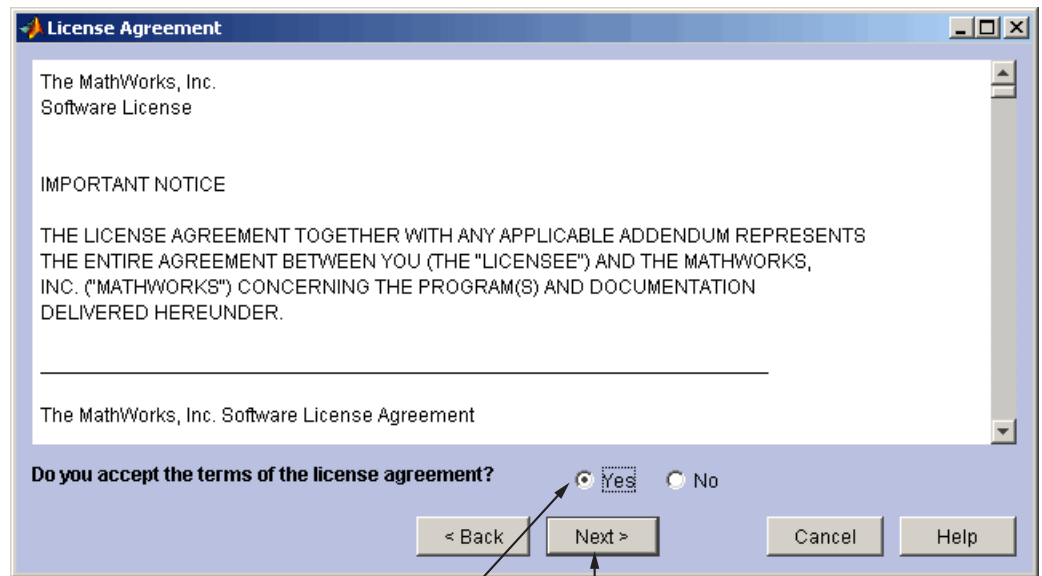 License Agreement
The MathWorks, Inc.
Software License
IMPORTANT NOTICE
THE LICENSE AGREEMENT TOGETHER WITH ANY APPLICABLE ADDENDUM REPRESENTS
THE ENTIRE AGREEMENT BETWEEN YOU (THE "LICENSEE") AND THE MATHWORKS,
INC. ("MATHWORKS") CONCERNING THE PROGRAM(S) AND DOCUMENTATION
DELIVERED HEREUNDER.
The MathWorks, Inc. Software License Agreement
Do you accept the terms of the license agreement? Yes No
< Back Next > Cancel Help